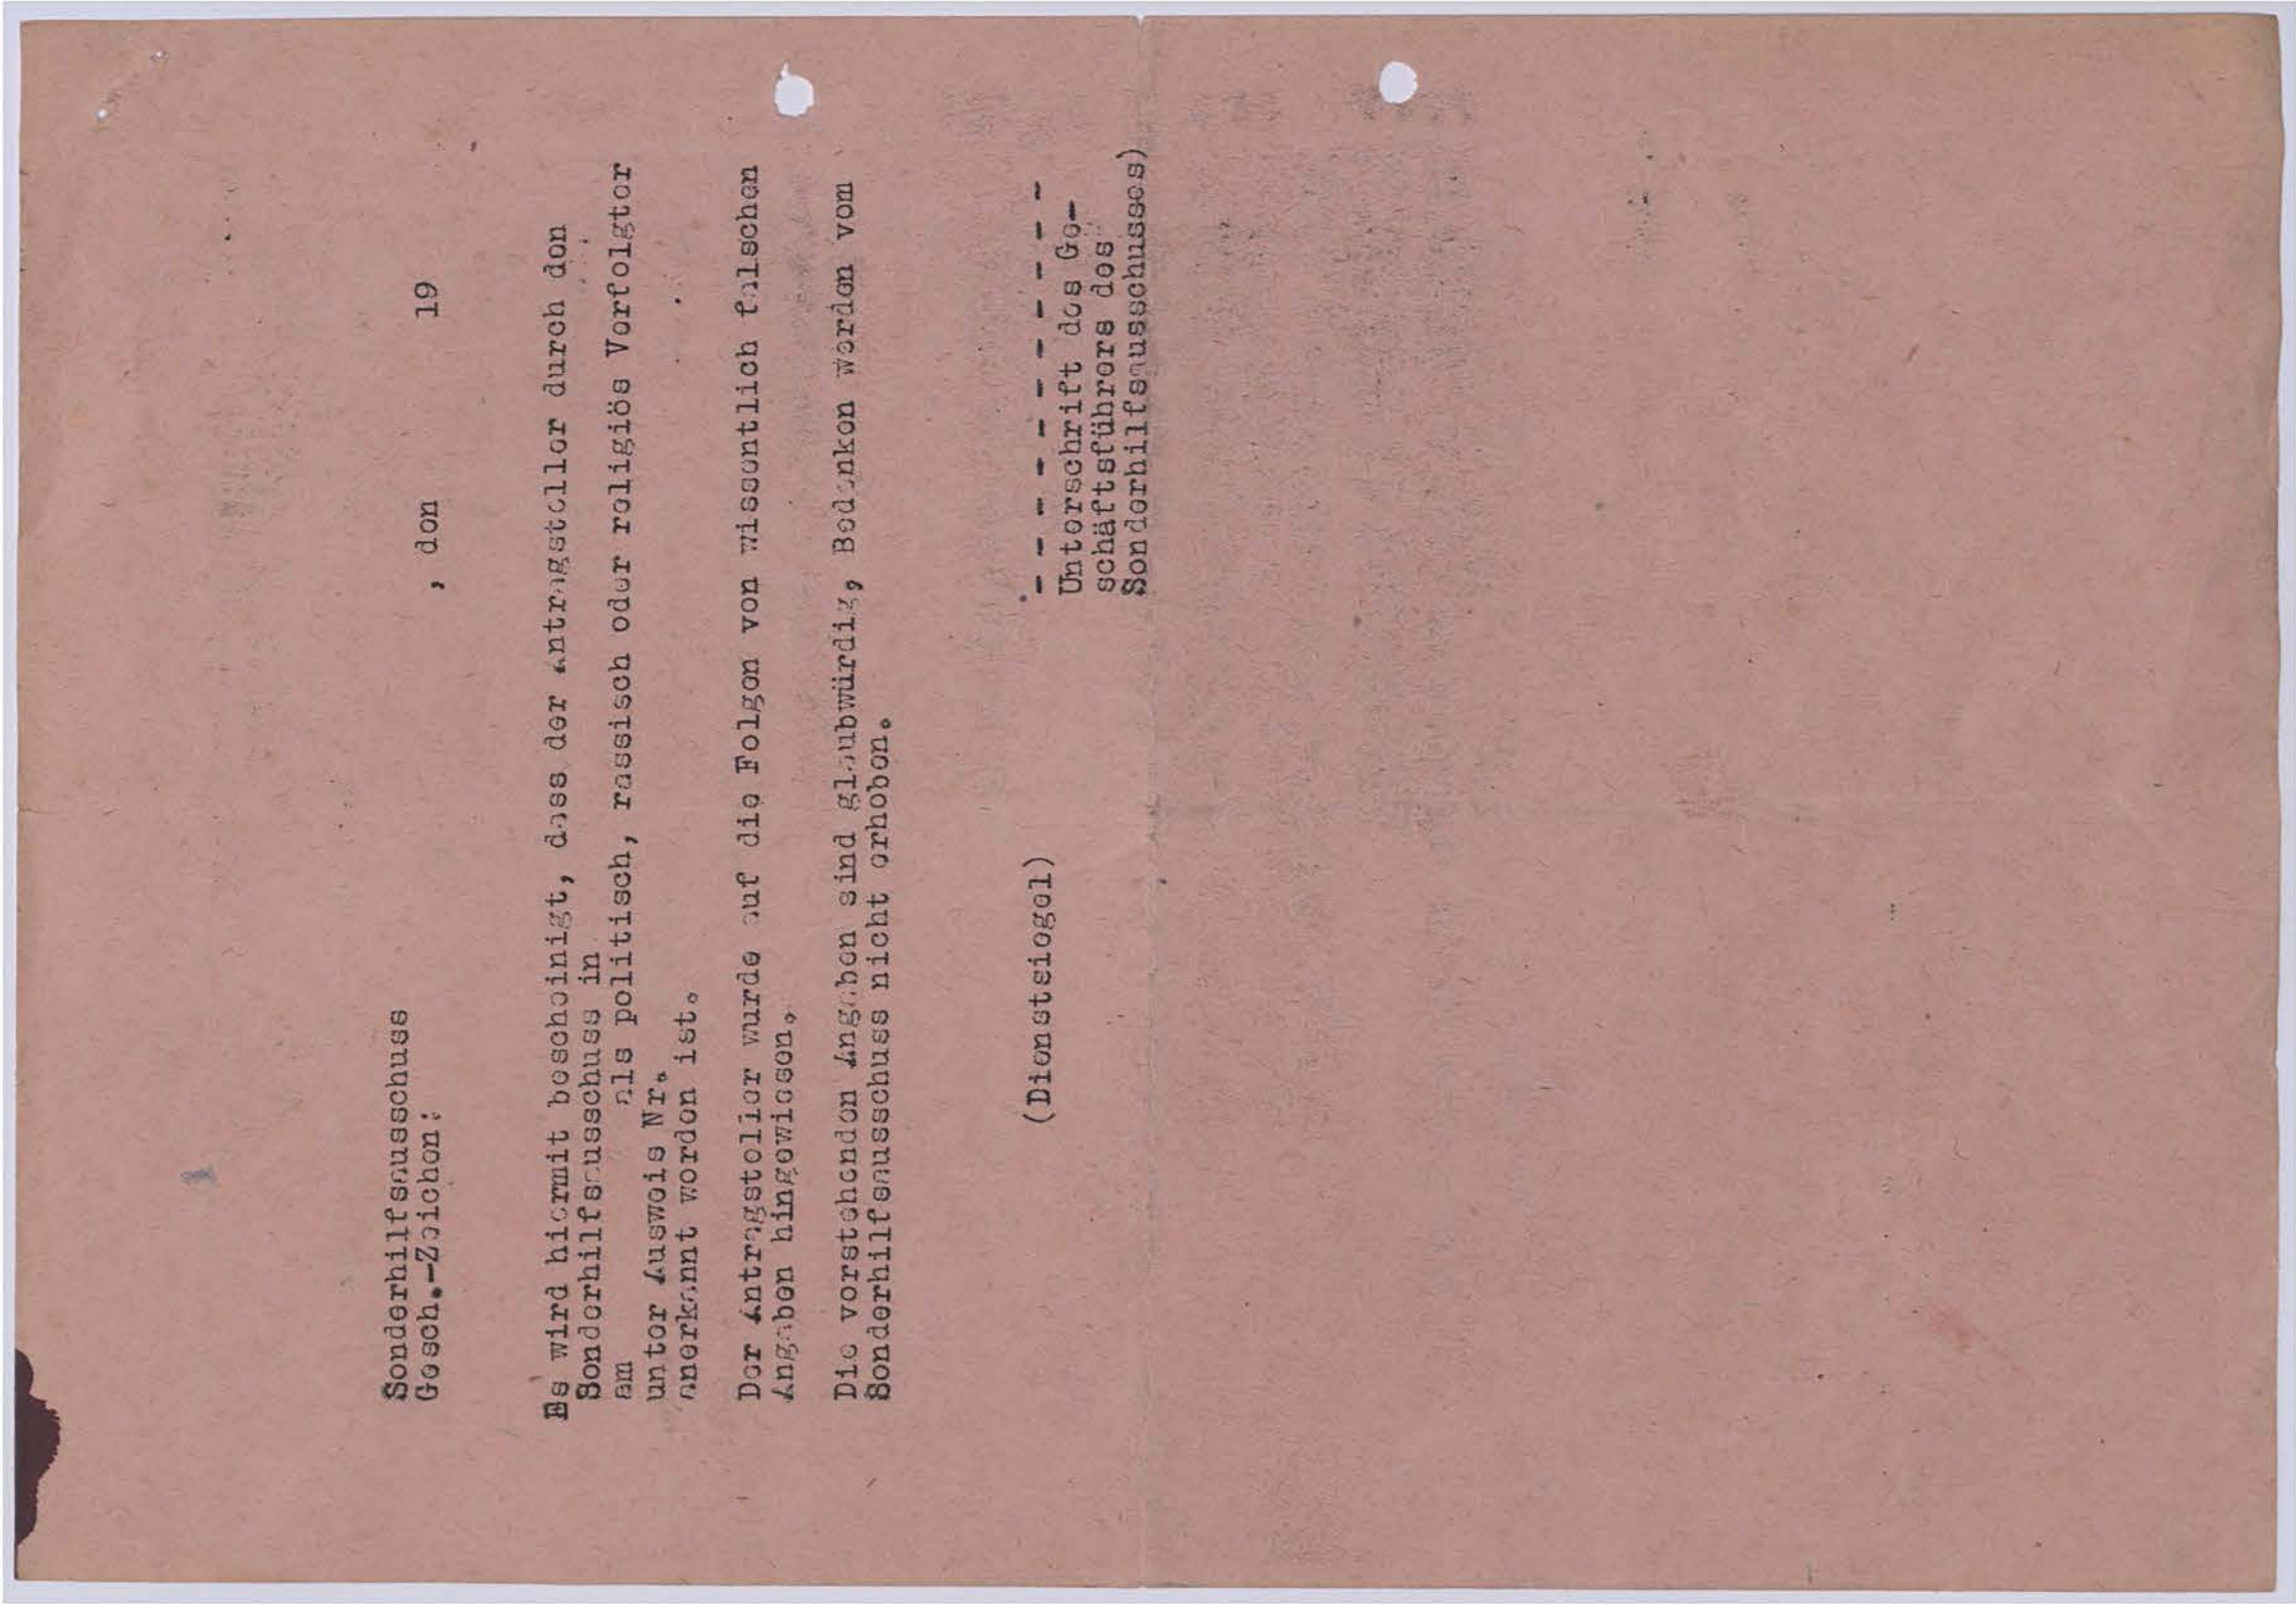 Sonderhilfsausschuss
Gesch.-Zeichen:                    , den            19
Es wird hiermit bescheinigt, dass der Antragsteller durch den
Sonderhilfsausschuss in
am               als politisch, rassisch oder religiös Verfolgter
unter Ausweis Nr.
anerkannt worden ist.
Der Antragsteller wurde auf die Folgen von wissentlich falschen
Angaben hingewiesen.
Die vorstehenden Angaben sind glaubwürdig, Bedenken werden vom
Sonderhilfsausschuss nicht erhoben.
(Dienstsiegel)          - - - - - - - - - - - -
Unterschrift des Ge-
schäftsführers des
Sonderhilfsausschusses)